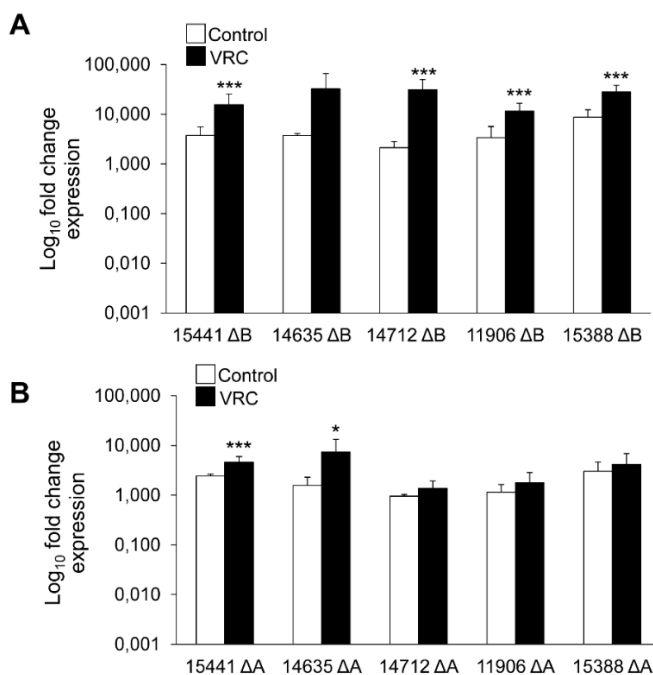 A
Control
VRC
Log10 fold change
expression
100,000
10,000
1,000
0,100
0,010
0,001
***
***
***
***
15441 ΔB
14635 ΔB
14712 ΔB
11906 ΔB
15388 ΔB
B
Control
VRC
Log10 fold change
expression
100,000
10,000
1,000
0,100
0,010
0,001
***
*
15441 ΔA
14635 ΔA
14712 ΔA
11906 ΔA
15388 ΔA